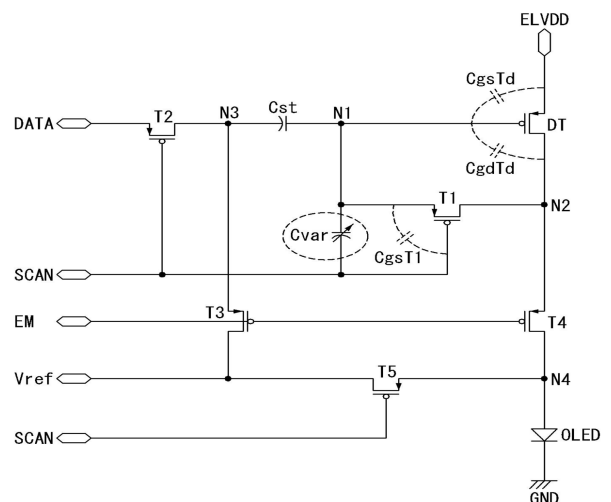 ELVDD
CgsTd
DATA
T2
N3
Cst
N1
DT
CgdTd
T1
N2
Cvar
CgsT1
SCAN
EM
T3
T4
Vref
T5
N4
SCAN
OLED
GND